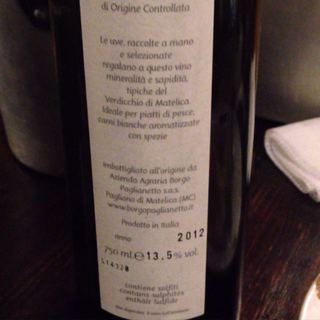 di Origine Controllata
Le uve, raccolte a mano
e selezionate
regalano a questo vino
mineralità e sapidità,
tipiche del
Verdicchio di Matelica.
Ideale per piatti di pesce,
carni bianche aromatizzate
con spezie
imbottigliato all'origine da
Azienda Agraria Borgo
Paglianetto s.a.s.
Pagliano di Matelica (MC)
www.borgopaglianetto.it
Prodotto in Italia
anno 2012
750 ml. ℮ 13.5% vol.
contiene solfiti
contains sulphites
enthält Sulfide